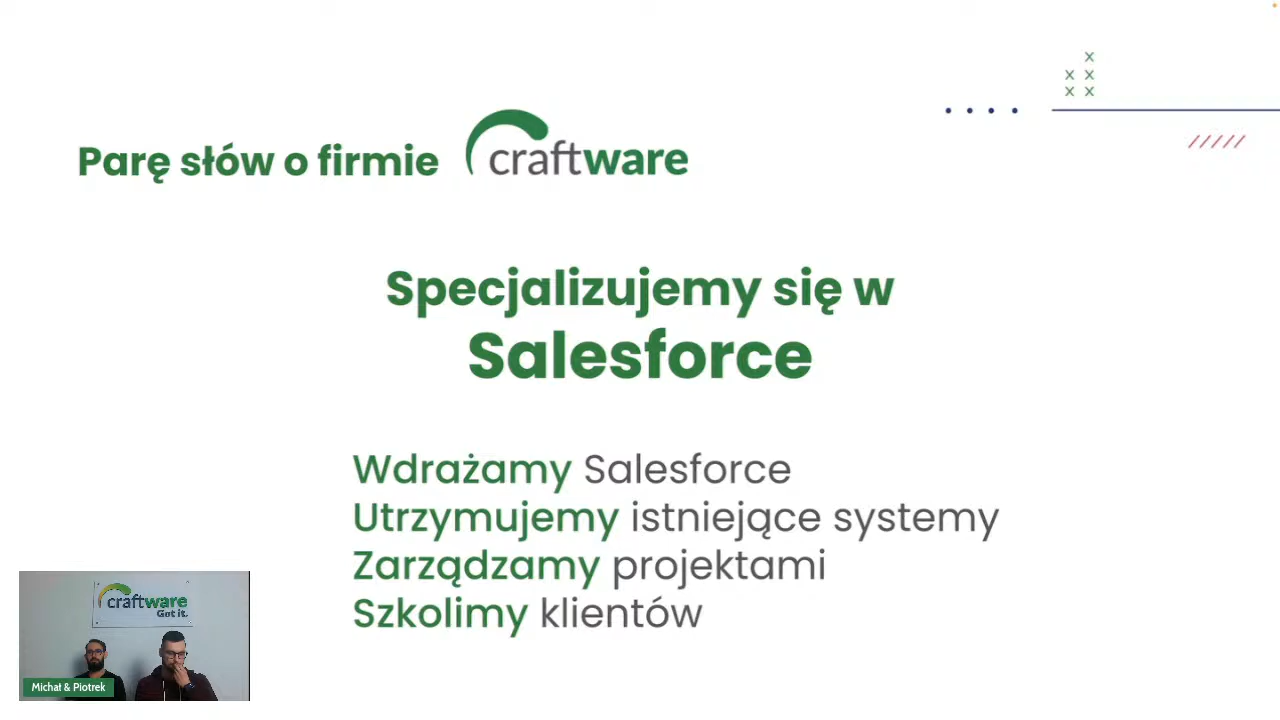 Parę słów o firmie craftware
Specjalizujemy się w
Salesforce
Wdrażamy Salesforce
Utrzymujemy istniejące systemy
Zarządzamy projektami
Szkolimy klientów
craftware
Got it.
Michał & Piotrek